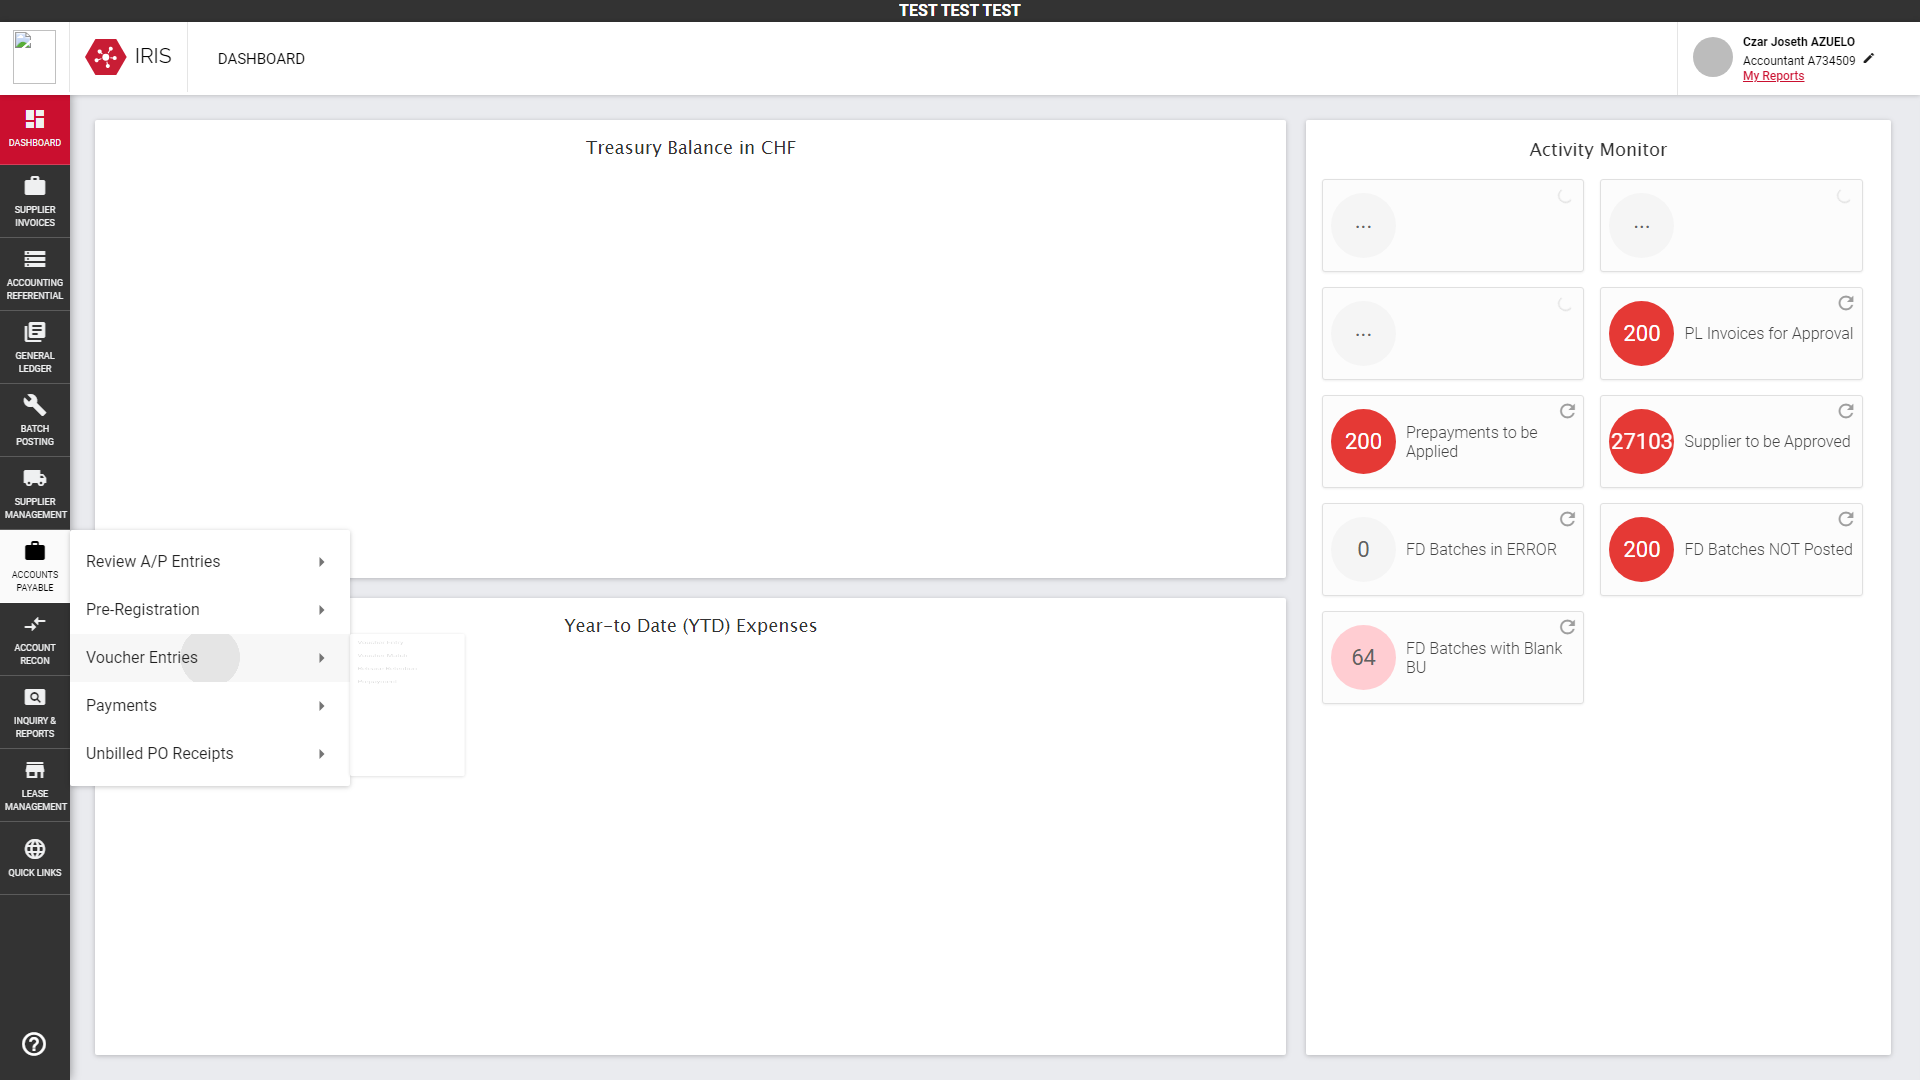 TEST TEST TEST
IRIS
DASHBOARD
Czar Joseth AZUELO
Accountant A734509
My Reports
DASHBOARD
SUPPLIER
INVOICES
ACCOUNTING
REFERENTIAL
GENERAL
LEDGER
BATCH
POSTING
SUPPLIER
MANAGEMENT
ACCOUNTS
PAYABLE
ACCOUNT
RECON
INQUIRY &
REPORTS
LEASE
MANAGEMENT
QUICK LINKS
Review A/P Entries
Pre-Registration
Voucher Entries
Payments
Unbilled PO Receipts
Treasury Balance in CHF
Year-to Date (YTD) Expenses
Activity Monitor
...
...
...
200
PL Invoices for Approval
200
Prepayments to be
Applied
27103
Supplier to be Approved
0
FD Batches in ERROR
200
FD Batches NOT Posted
64
FD Batches with Blank
BU